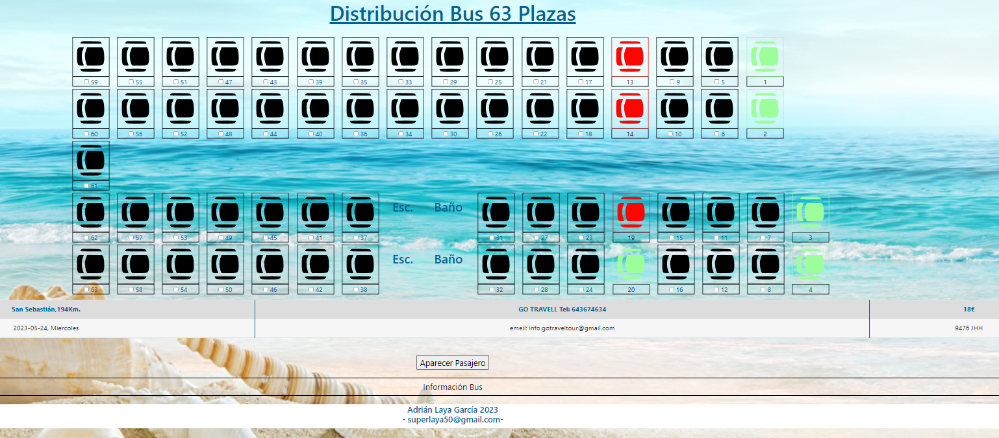 Distribución Bus 63 Plazas
59 55 51 47 43 39 35 33 29 25 21 17 13 9 5 1
60 56 52 48 44 40 36 34 30 26 22 18 14 10 6 2
61
Esc. Baño
62 57 53 49 45 41 37 31 27 23 19 15 11 7 3
Esc. Baño
63 58 54 50 46 42 38 32 28 24 20 16 12 8 4
San Sebastián,194Km. GO TRAVELL Tel: 643674634 18€
2023-05-24, Miercoles emeil: info.gotraveltour@gmail.com 9476 JHH
Aparecer Pasajero
Información Bus
Adrián Laya García 2023
- superlaya50@gmail.com-